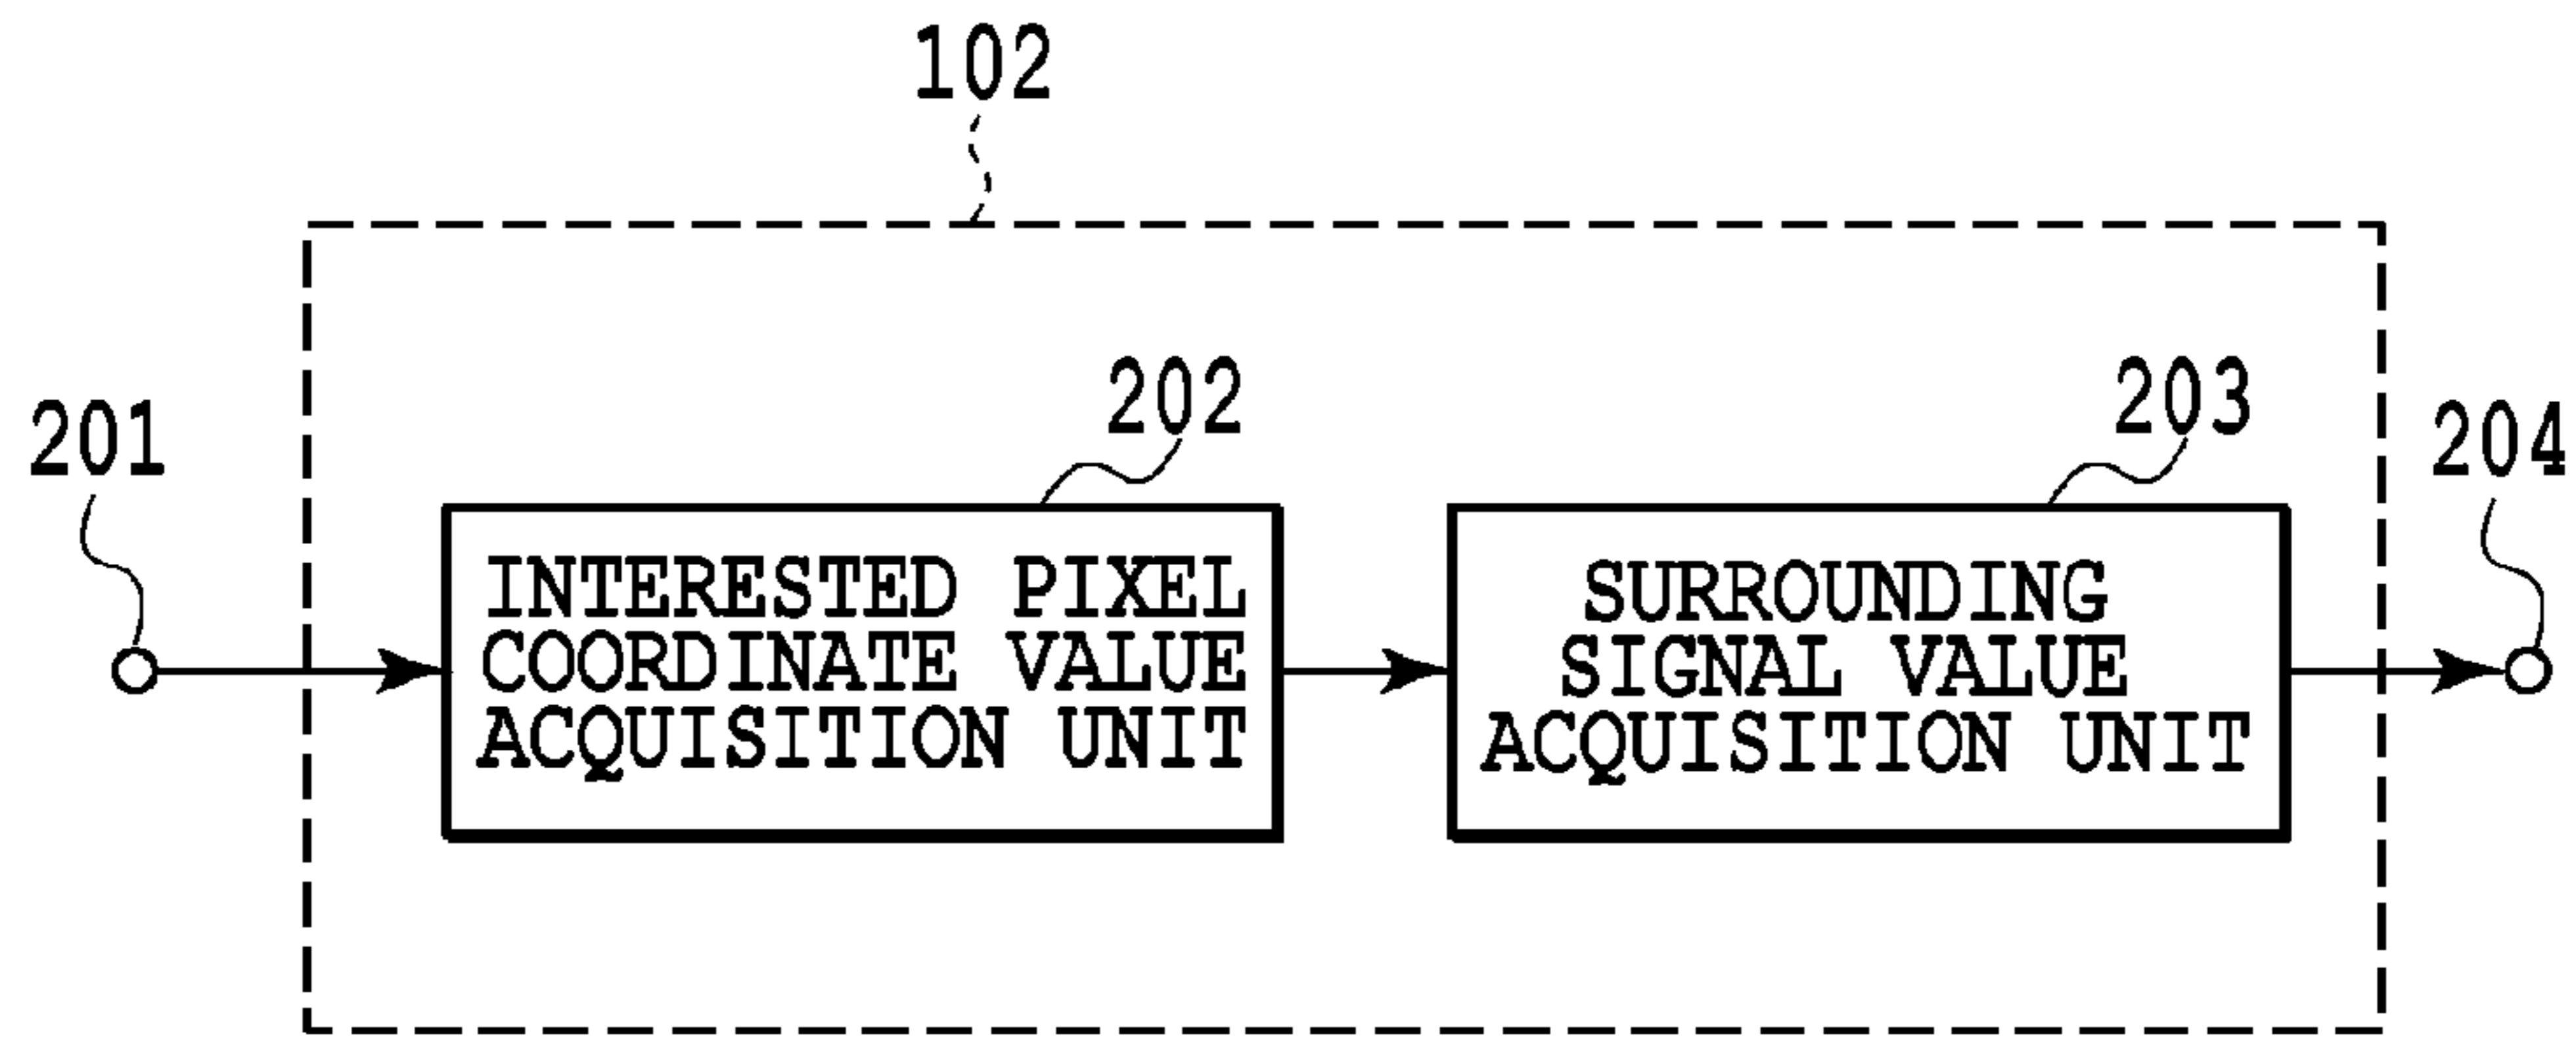 102
201
202
203
204
INTERESTED PIXEL
COORDINATE VALUE
ACQUISITION UNIT
SURROUNDING
SIGNAL VALUE
ACQUISITION UNIT